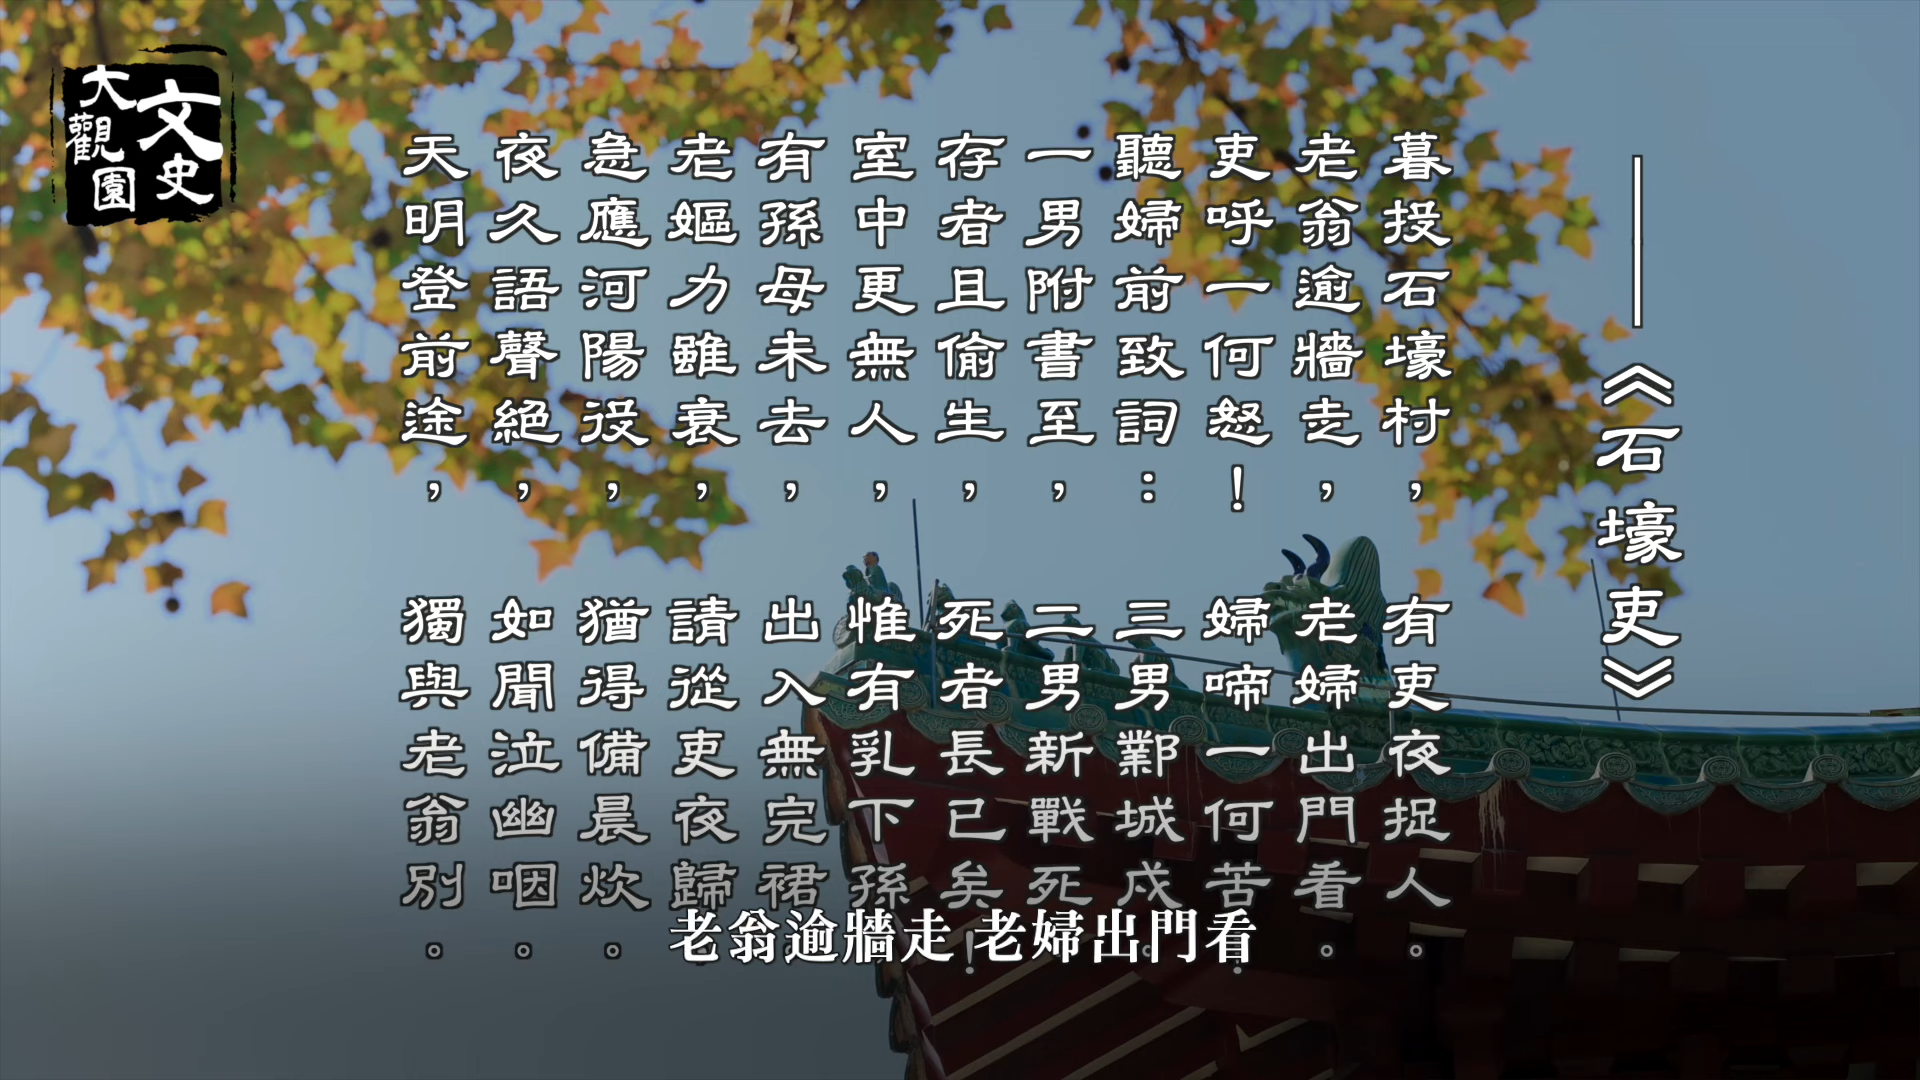 文史
大觀園
——《石壕吏》
暮投石壕村，有吏夜捉人。
老翁逾牆走，老婦出門看。
吏呼一何怒！婦啼一何苦！
聽婦前致詞：三男鄴城戍。
一男附書至，二男新戰死。
存者且偷生，死者長已矣！
室中更無人，惟有乳下孫。
有孫母未去，出入無完裙。
老嫗力雖衰，請從吏夜歸。
急應河陽役，猶得備晨炊。
夜久語聲絕，如聞泣幽咽。
天明登前途，獨與老翁別。
老翁逾牆走 老婦出門看